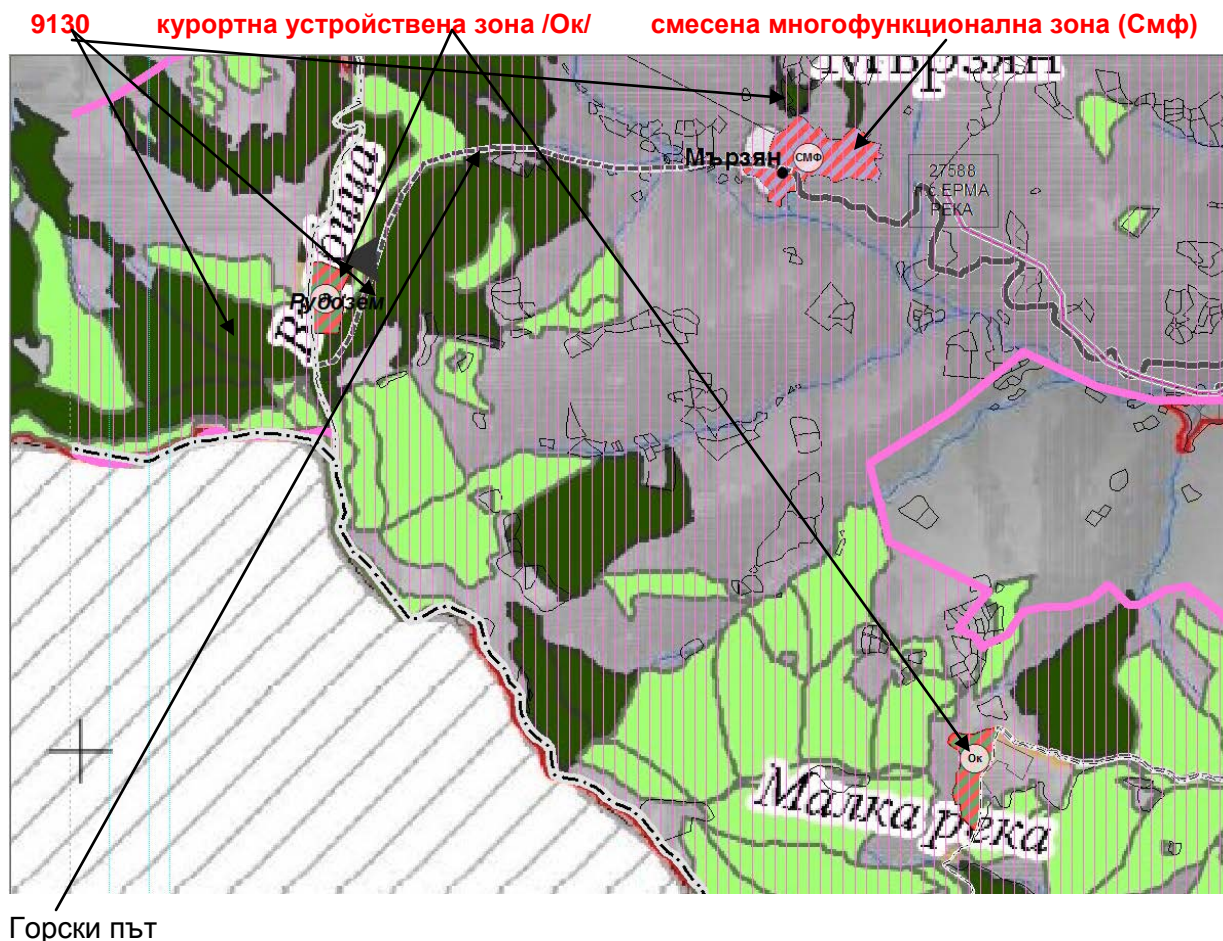 9130 курортна устройствена зона /Ок/ смесена многофункционална зона (Смф)
Мързян
Мързян
СМФ
27588
ЕРМА
РЕКА
Рудозем
Ок
Малка река
Горски път